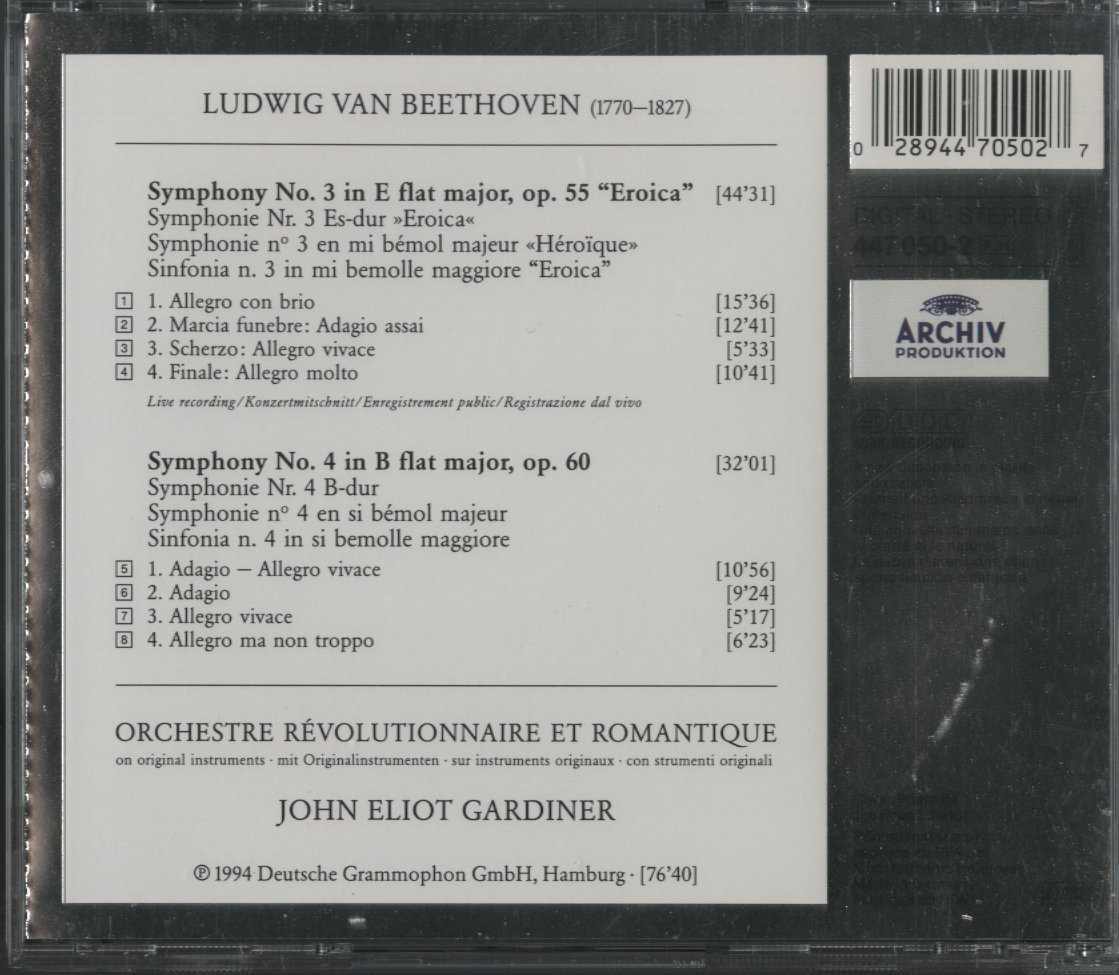 LUDWIG VAN BEETHOVEN (1770–1827)
Symphony No. 3 in E flat major, op. 55 “Eroica” [44’31]
Symphonie Nr. 3 Es-dur »Eroica«
Symphonie nº 3 en mi bémol majeur «Héroïque»
Sinfonia n. 3 in mi bemolle maggiore “Eroica”
1 1. Allegro con brio [15’36]
2 2. Marcia funebre: Adagio assai [12’41]
3 3. Scherzo: Allegro vivace [5’33]
4 4. Finale: Allegro molto [10’41]
Live recording/Konzertmitschnitt/Enregistrement public/Registrazione dal vivo
Symphony No. 4 in B flat major, op. 60 [32’01]
Symphonie Nr. 4 B-dur
Symphonie nº 4 en si bémol majeur
Sinfonia n. 4 in si bemolle maggiore
5 1. Adagio – Allegro vivace [10’56]
6 2. Adagio [9’24]
7 3. Allegro vivace [5’17]
8 4. Allegro ma non troppo [6’23]
ORCHESTRE RÉVOLUTIONNAIRE ET ROMANTIQUE
on original instruments · mit Originalinstrumenten · sur instruments originaux · con strumenti originali
JOHN ELIOT GARDINER
℗ 1994 Deutsche Grammophon GmbH, Hamburg · [76’40]
0 28944 70502 7
DIGITAL STEREO
447 050-2
ARCHIV
PRODUKTION